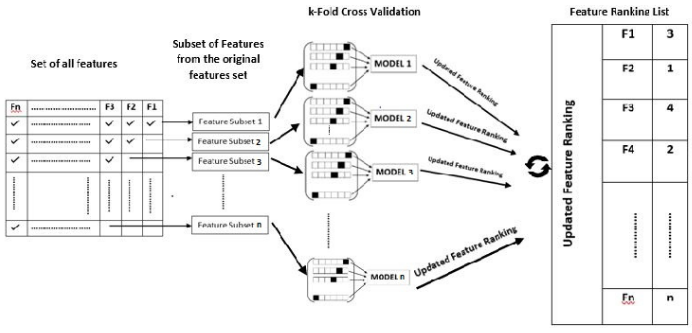 k-Fold Cross Validation
Feature Ranking List
Set of all features
Subset of Features
from the original
features set
Fn F3 F2 F1
Feature Subset 1
Feature Subset 2
Feature Subset 3
Feature Subset n
MODEL 1
MODEL 2
MODEL 3
MODEL n
Updated Feature Ranking
Updated Feature Ranking
Updated Feature Ranking
Updated Feature Ranking
Updated Feature Ranking
F1 3
F2 1
F3 4
F4 2
Fn n